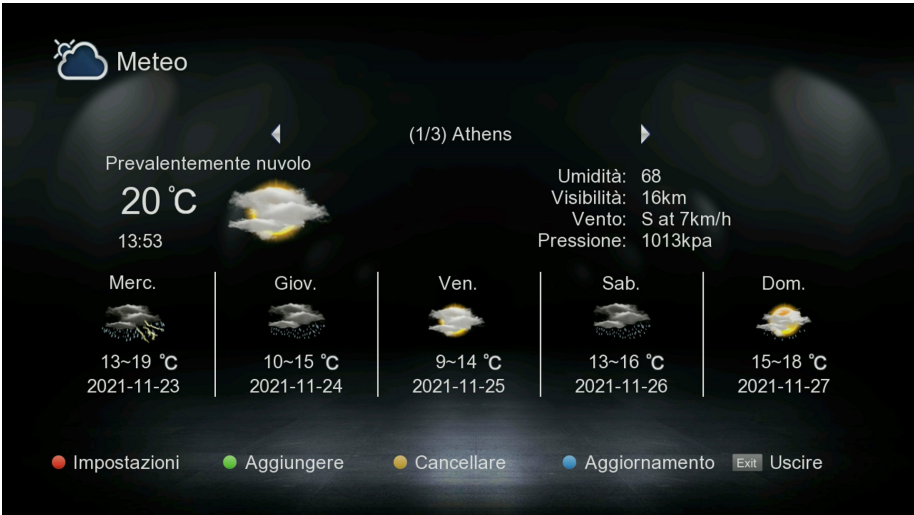 Meteo
(1/3) Athens
Prevalentemente nuvolo
20 °C
13:53
Umidità: 68
Visibilità: 16km
Vento: S at 7km/h
Pressione: 1013kpa
Merc. Giov. Ven. Sab. Dom.
13~19 °C 10~15 °C 9~14 °C 13~16 °C 15~18 °C
2021-11-23 2021-11-24 2021-11-25 2021-11-26 2021-11-27
Impostazioni Aggiungere Cancellare Aggiornamento Exit Uscire